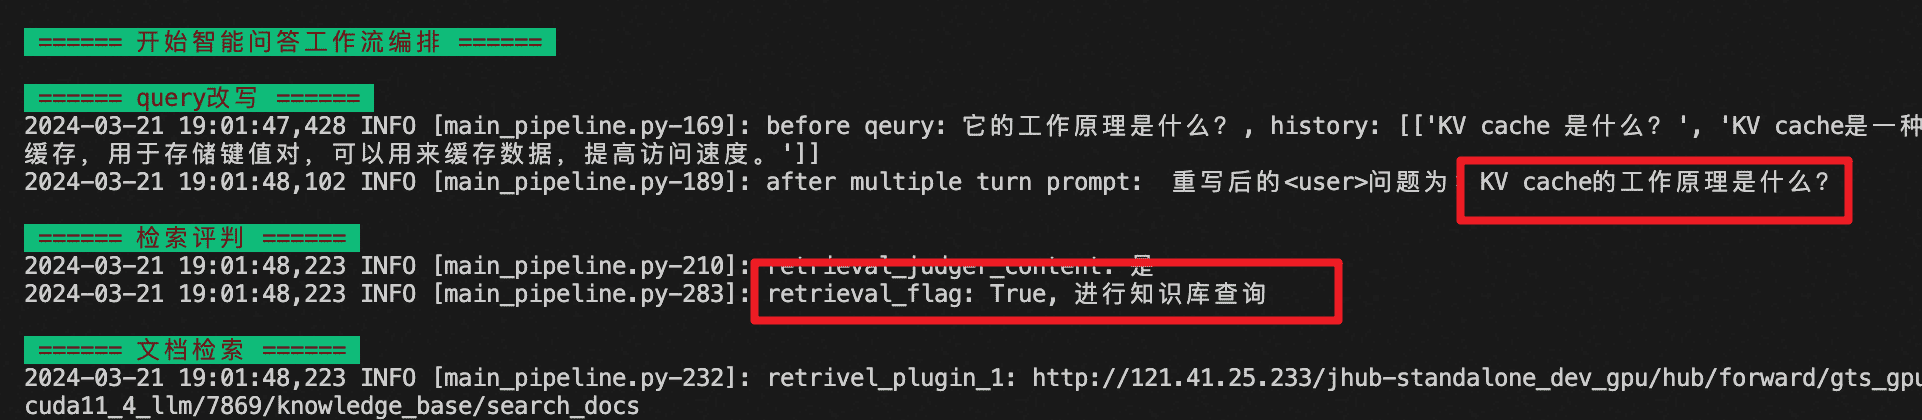 ====== 开始智能问答工作流编排 ======
====== query改写 ======
2024-03-21 19:01:47,428 INFO [main_pipeline.py-169]: before qeury: 它的工作原理是什么? , history: [['KV cache 是什么? ', 'KV cache是一种
缓存, 用于存储键值对, 可以用来缓存数据, 提高访问速度。']]
2024-03-21 19:01:48,102 INFO [main_pipeline.py-189]: after multiple turn prompt:  重写后的<user>问题为: KV cache的工作原理是什么?
====== 检索评判 ======
2024-03-21 19:01:48,223 INFO [main_pipeline.py-210]: retrieval_judger_content: 是
2024-03-21 19:01:48,223 INFO [main_pipeline.py-283]: retrieval_flag: True, 进行知识库查询
====== 文档检索 ======
2024-03-21 19:01:48,223 INFO [main_pipeline.py-232]: retrivel_plugin_1: http://121.41.25.233/jhub-standalone_dev_gpu/hub/forward/gts_gpu
cuda11_4_llm/7869/knowledge_base/search_docs